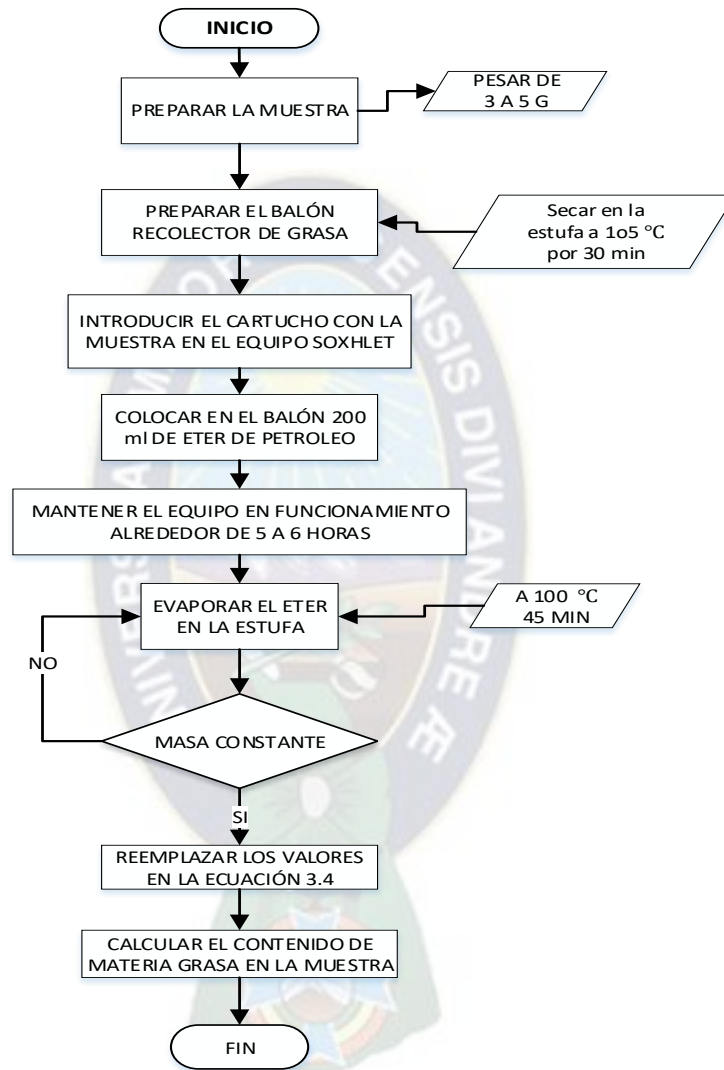 INICIO
PREPARAR LA MUESTRA
PESAR DE
3 A 5 G
PREPARAR EL BALÓN
RECOLECTOR DE GRASA
Secar en la
estufa a 1o5 °C
por 30 min
INTRODUCIR EL CARTUCHO CON LA
MUESTRA EN EL EQUIPO SOXHLET
COLOCAR EN EL BALÓN 200
ml DE ETER DE PETROLEO
MANTENER EL EQUIPO EN FUNCIONAMIENTO
ALREDEDOR DE 5 A 6 HORAS
EVAPORAR EL ETER
EN LA ESTUFA
A 100 °C
45 MIN
NO
MASA CONSTANTE
SI
REEMPLAZAR LOS VALORES
EN LA ECUACIÓN 3.4
CALCULAR EL CONTENIDO DE
MATERIA GRASA EN LA MUESTRA
FIN
ENSIS DIVI ANDRE Æ